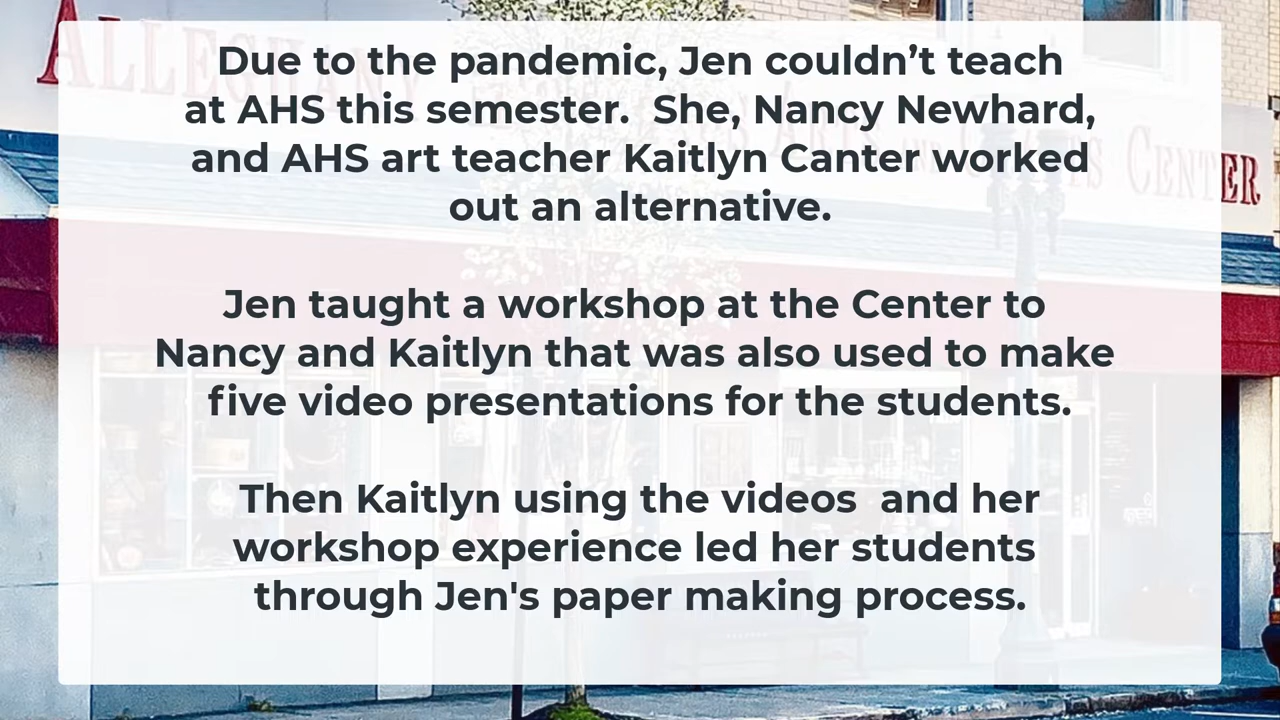 Due to the pandemic, Jen couldn’t teach
at AHS this semester.  She, Nancy Newhard,
and AHS art teacher Kaitlyn Canter worked
out an alternative.
Jen taught a workshop at the Center to
Nancy and Kaitlyn that was also used to make
five video presentations for the students.
Then Kaitlyn using the videos  and her
workshop experience led her students
through Jen's paper making process.
ALLEGHANY
CENTER